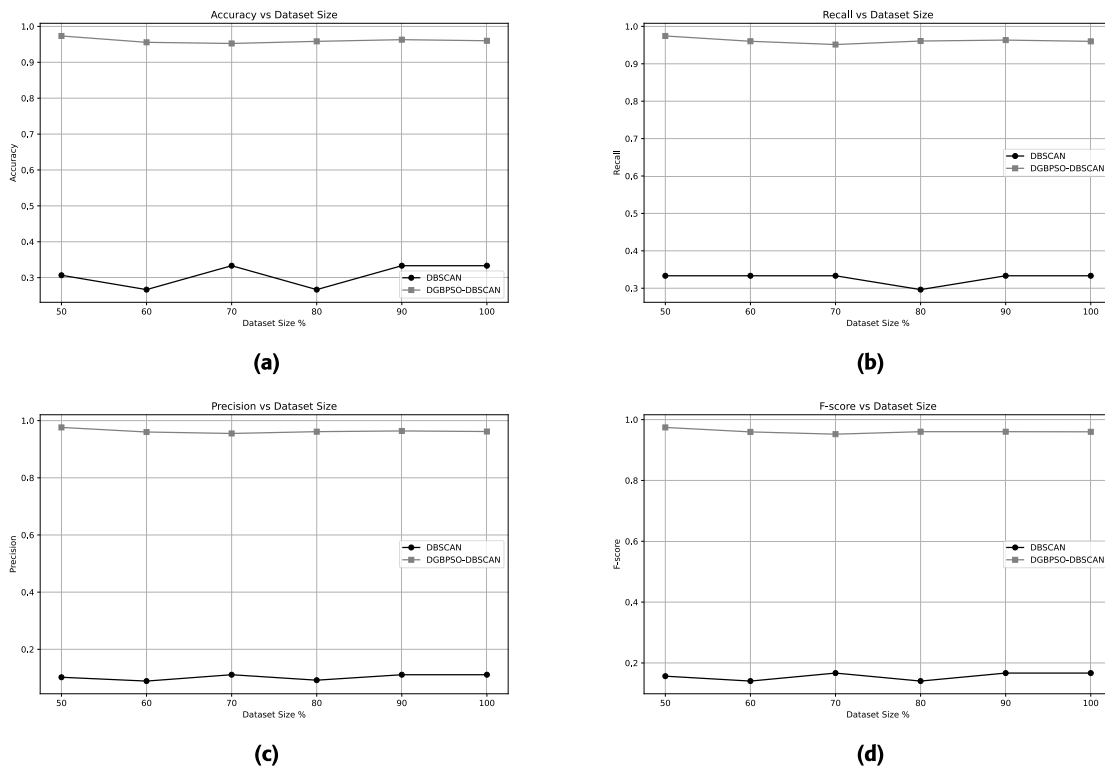 Accuracy vs Dataset Size
1.0
0.9
0.8
0.7
0.6
0.5
0.4
0.3
Accuracy
DBSCAN
DGBPSO-DBSCAN
50 60 70 80 90 100
Dataset Size %
(a)
Recall vs Dataset Size
1.0
0.9
0.8
0.7
0.6
0.5
0.4
0.3
Recall
DBSCAN
DGBPSO-DBSCAN
50 60 70 80 90 100
Dataset Size %
(b)
Precision vs Dataset Size
1.0
0.8
0.6
0.4
0.2
Precision
DBSCAN
DGBPSO-DBSCAN
50 60 70 80 90 100
Dataset Size %
(c)
F-score vs Dataset Size
1.0
0.8
0.6
0.4
0.2
F-score
DBSCAN
DGBPSO-DBSCAN
50 60 70 80 90 100
Dataset Size %
(d)